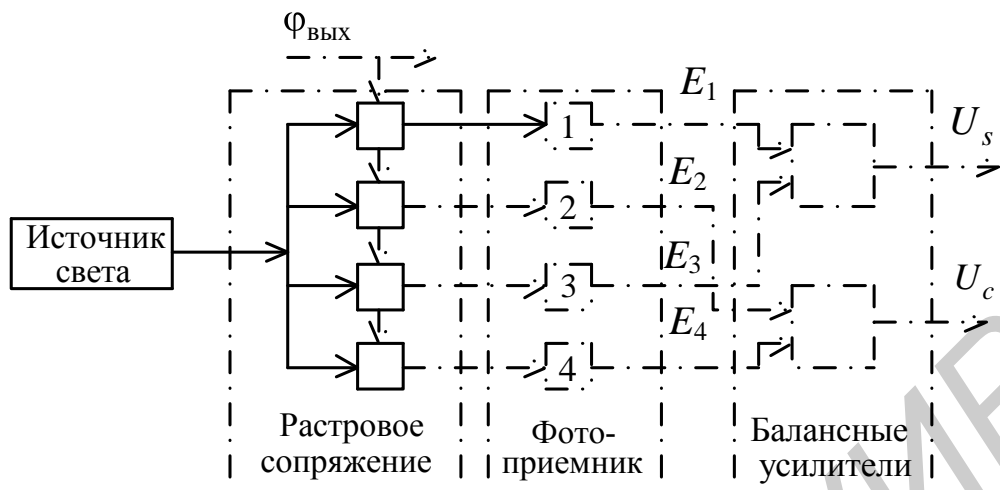 φвых
E1
1
Us
E2
2
Источник
света
E3
3
Uc
E4
4
Растровое
сопряжение
Фото-
приемник
Балансные
усилители